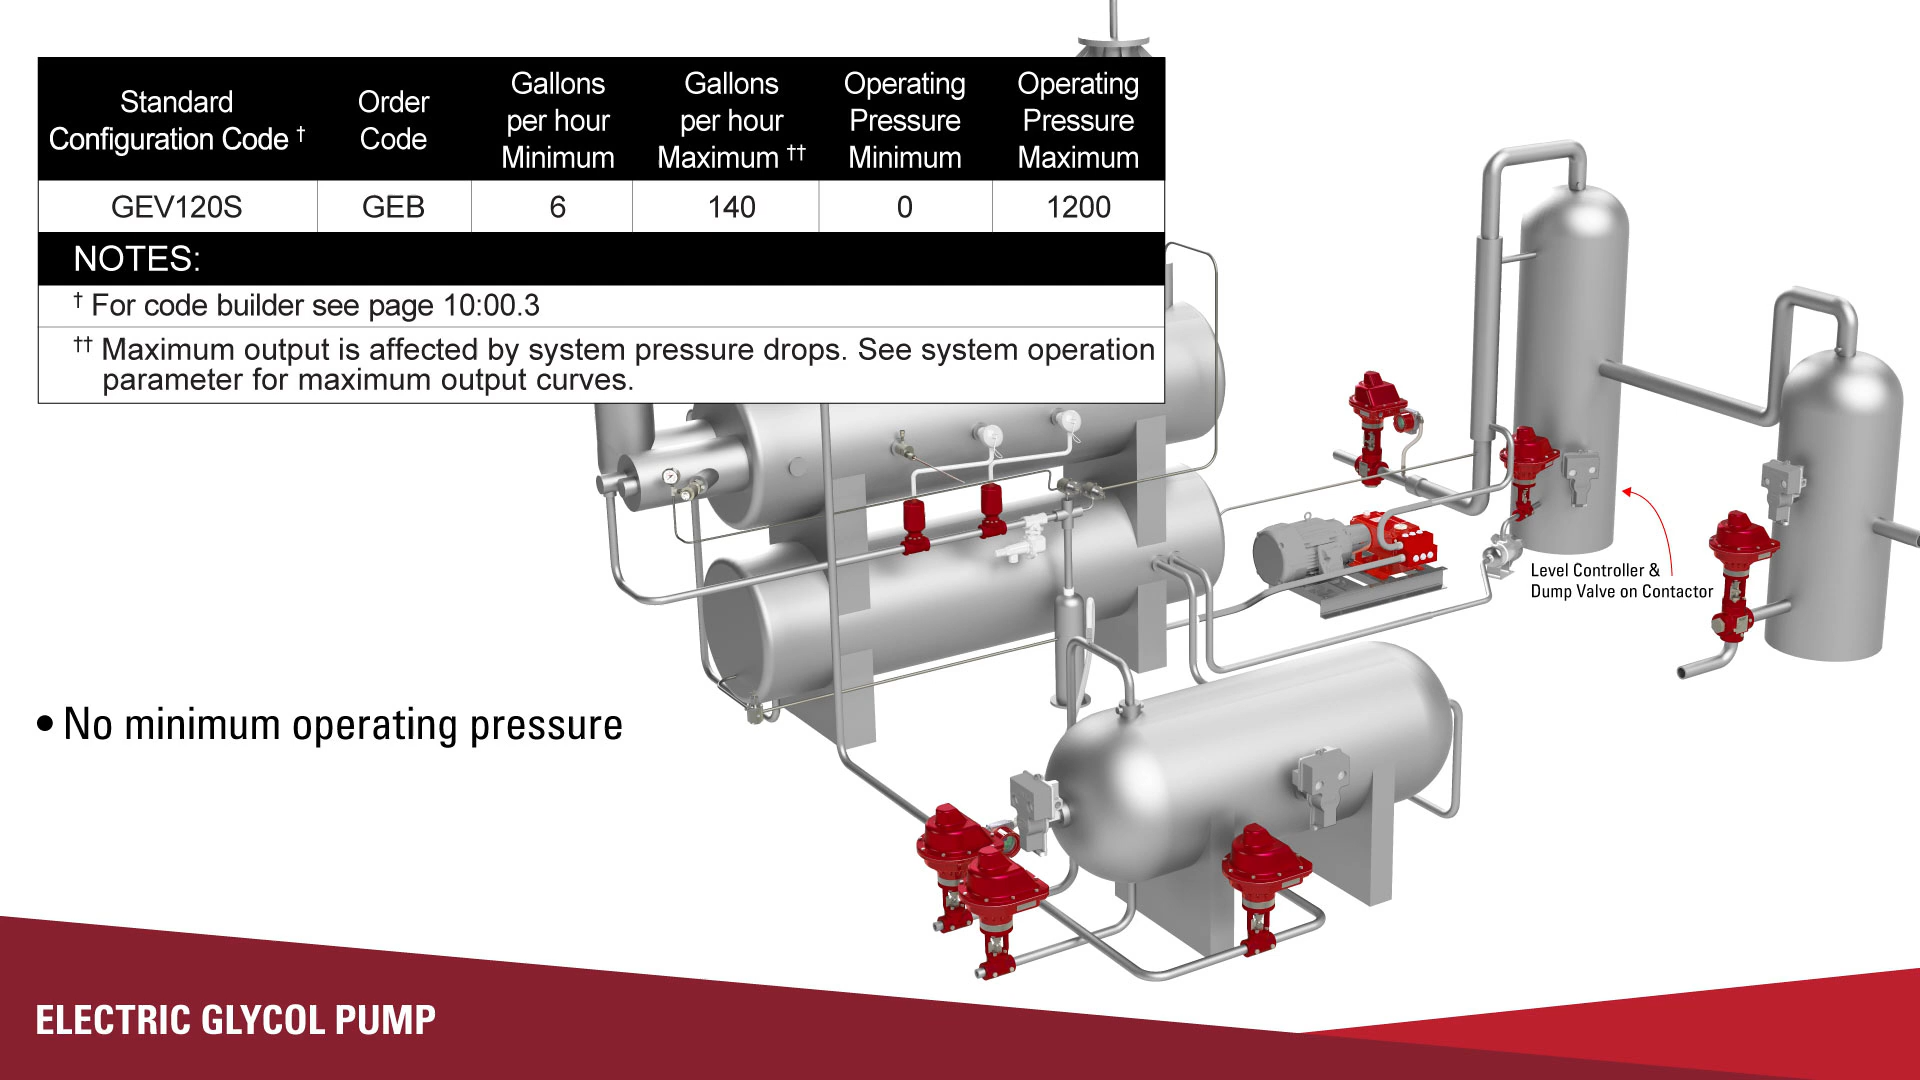 Standard Configuration Code †
Order Code
Gallons per hour Minimum
Gallons per hour Maximum ††
Operating Pressure Minimum
Operating Pressure Maximum
GEV120S GEB 6 140 0 1200
NOTES:
† For code builder see page 10:00.3
†† Maximum output is affected by system pressure drops. See system operation
parameter for maximum output curves.
Level Controller &
Dump Valve on Contactor
• No minimum operating pressure
ELECTRIC GLYCOL PUMP